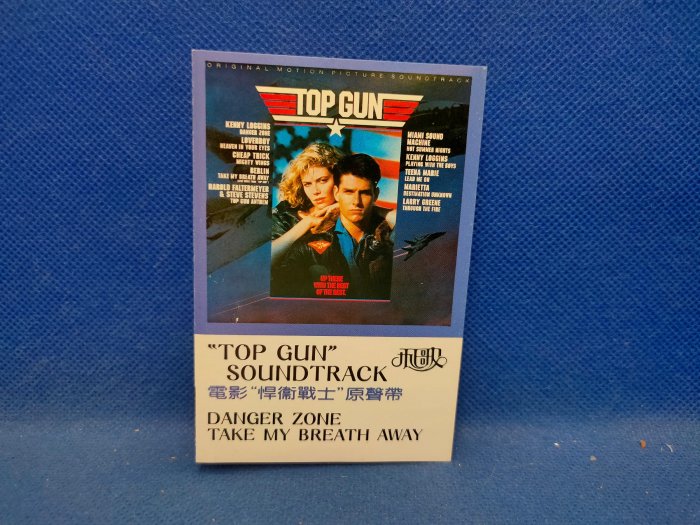 ORIGINAL MOTION PICTURE SOUNDTRACK
TOP GUN
KENNY LOGGINS
DANGER ZONE
LOVERBOY
HEAVEN IN YOUR EYES
CHEAP TRICK
MIGHTY WINGS
BERLIN
TAKE MY BREATH AWAY
HAROLD FALTERMEYER
& STEVE STEVENS
TOP GUN ANTHEM
MIAMI SOUND
MACHINE
HOT SUMMER NIGHTS
KENNY LOGGINS
PLAYING WITH THE BOYS
TEENA MARIE
LEAD ME ON
MARIETTA
DESTINATION UNKNOWN
LARRY GREENE
THROUGH THE FIRE
UP THERE
WITH THE BEST
OF THE BEST.
"TOP GUN"
SOUNDTRACK
電影"悍衞戰士"原聲帶
DANGER ZONE
TAKE MY BREATH AWAY